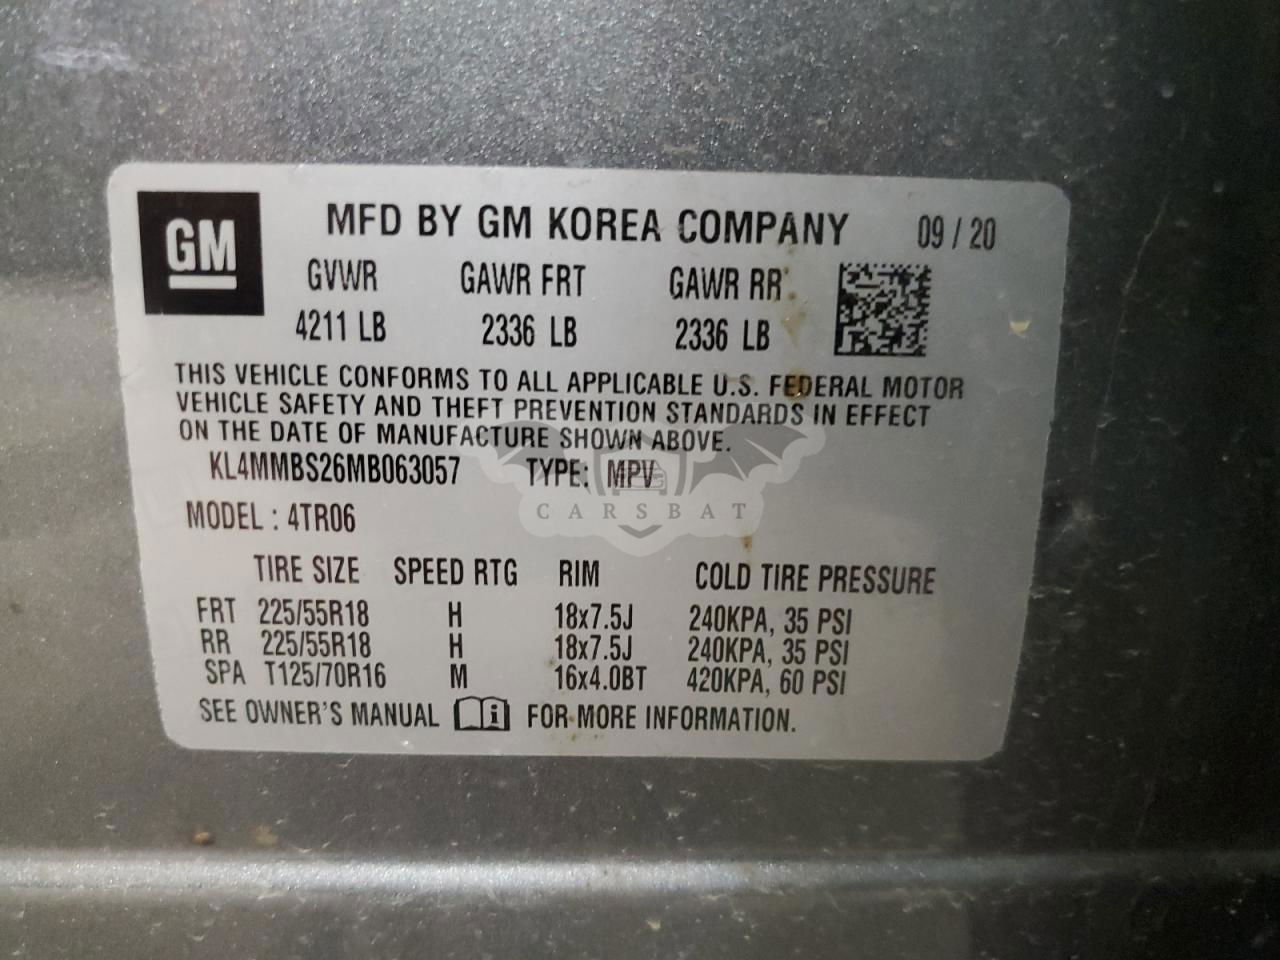 GM
MFD BY GM KOREA COMPANY 09 / 20
GVWR GAWR FRT GAWR RR
4211 LB 2336 LB 2336 LB
THIS VEHICLE CONFORMS TO ALL APPLICABLE U.S. FEDERAL MOTOR
VEHICLE SAFETY AND THEFT PREVENTION STANDARDS IN EFFECT
ON THE DATE OF MANUFACTURE SHOWN ABOVE.
KL4MMBS26MB063057 TYPE: MPV
CARSBAT
MODEL : 4TR06
TIRE SIZE SPEED RTG RIM COLD TIRE PRESSURE
FRT 225/55R18 H 18x7.5J 240KPA, 35 PSI
RR 225/55R18 H 18x7.5J 240KPA, 35 PSI
SPA T125/70R16 M 16x4.0BT 420KPA, 60 PSI
SEE OWNER'S MANUAL i FOR MORE INFORMATION.